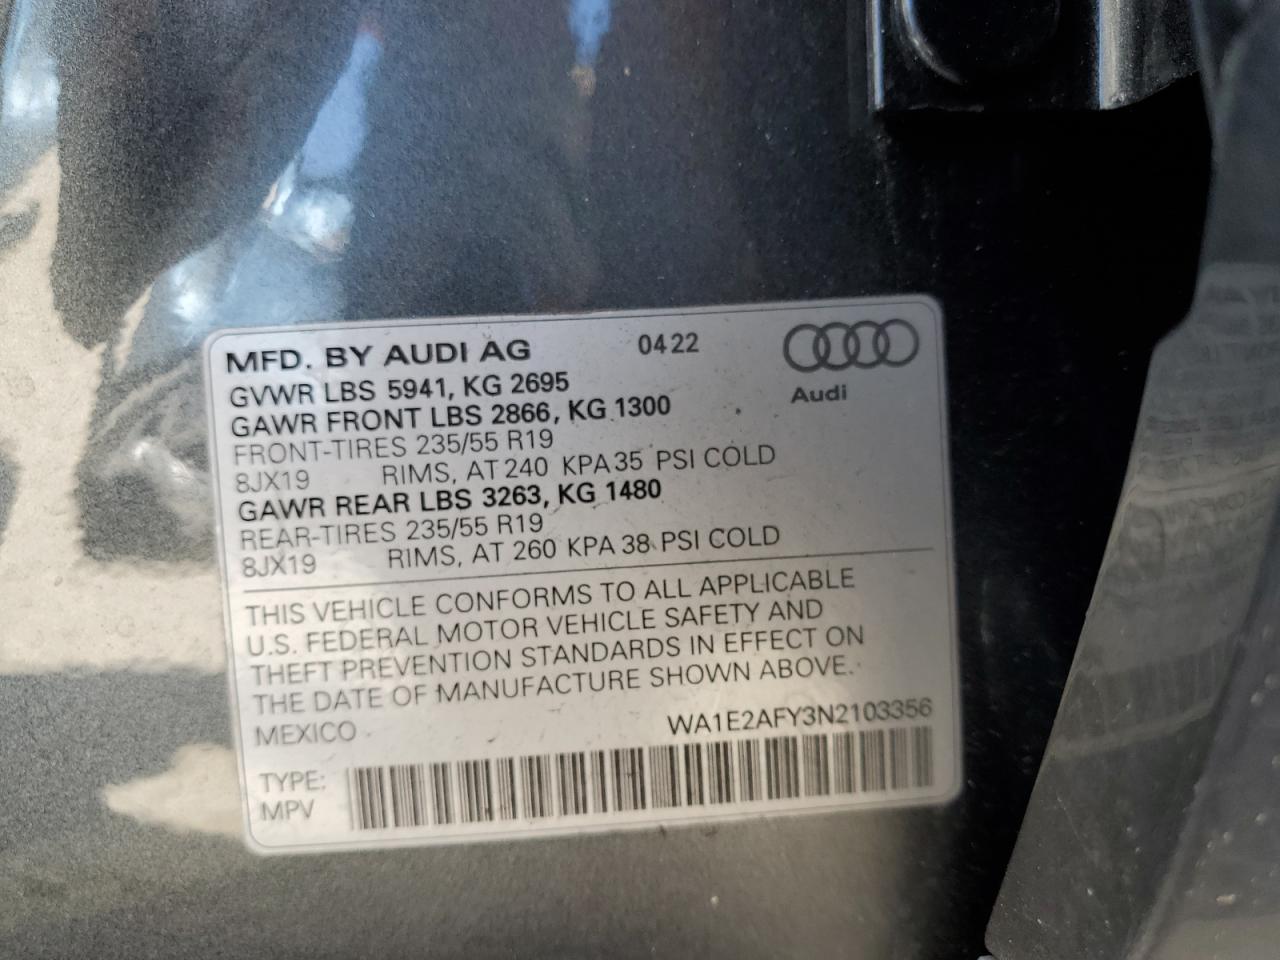 MFD. BY AUDI AG 04 22
GVWR LBS 5941, KG 2695
Audi
GAWR FRONT LBS 2866, KG 1300
FRONT-TIRES 235/55 R19
8JX19 RIMS, AT 240 KPA 35 PSI COLD
GAWR REAR LBS 3263, KG 1480
REAR-TIRES 235/55 R19
8JX19 RIMS, AT 260 KPA 38 PSI COLD
THIS VEHICLE CONFORMS TO ALL APPLICABLE
U.S. FEDERAL MOTOR VEHICLE SAFETY AND
THEFT PREVENTION STANDARDS IN EFFECT ON
THE DATE OF MANUFACTURE SHOWN ABOVE.
MEXICO WA1E2AFY3N2103356
TYPE:
MPV